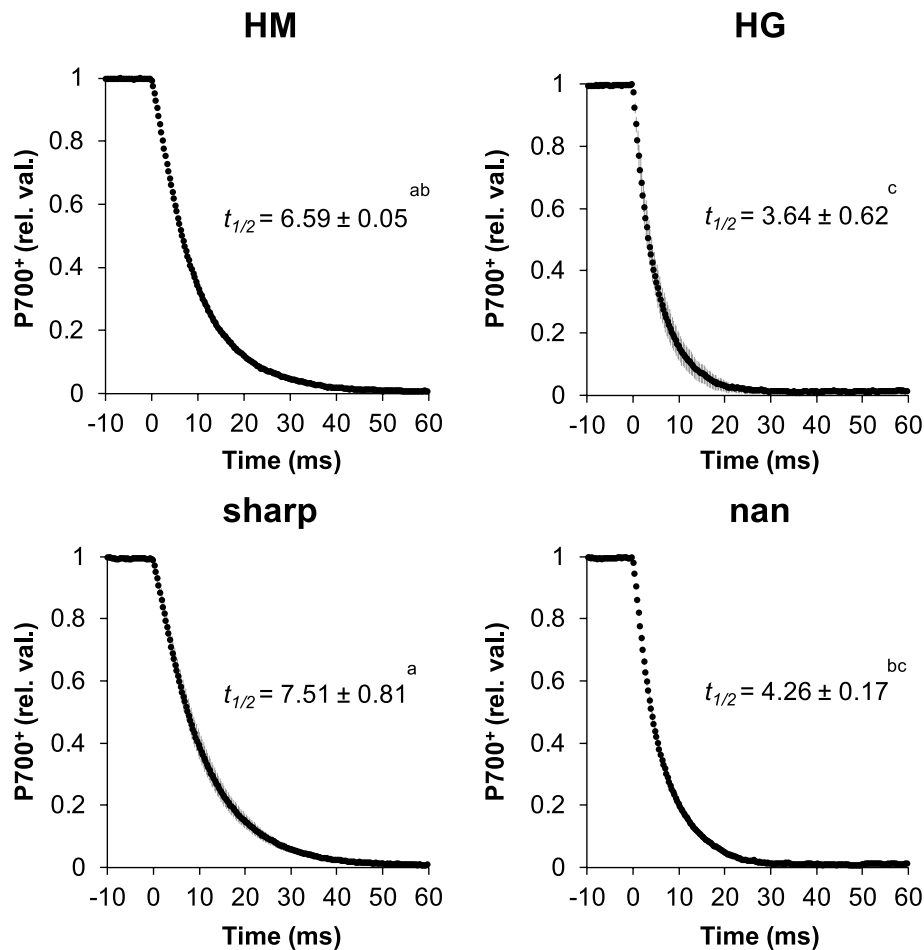 HM
P700+ (rel. val.)
1
0.8
0.6
0.4
0.2
0
t1/2 = 6.59 ± 0.05 ab
-10 0 10 20 30 40 50 60
Time (ms)
HG
P700+ (rel. val.)
1
0.8
0.6
0.4
0.2
0
t1/2 = 3.64 ± 0.62 c
-10 0 10 20 30 40 50 60
Time (ms)
sharp
P700+ (rel. val.)
1
0.8
0.6
0.4
0.2
0
t1/2 = 7.51 ± 0.81 a
-10 0 10 20 30 40 50 60
Time (ms)
nan
P700+ (rel. val.)
1
0.8
0.6
0.4
0.2
0
t1/2 = 4.26 ± 0.17 bc
-10 0 10 20 30 40 50 60
Time (ms)